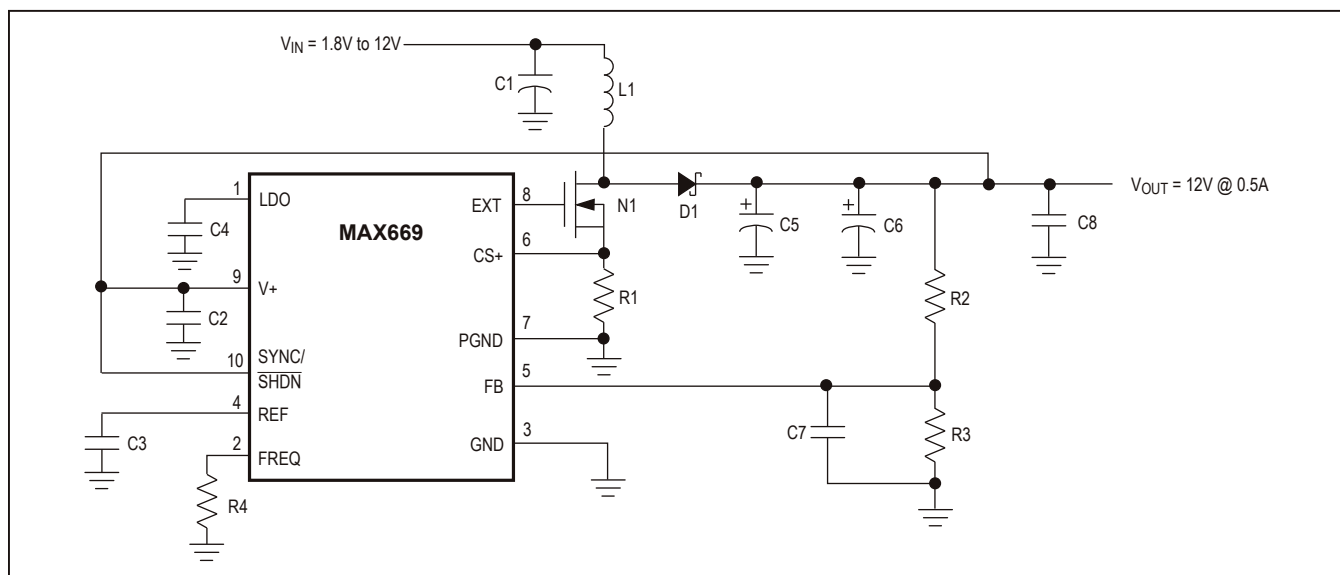 V_IN = 1.8V to 12V
C1
L1
1
LDO
C4
MAX669
EXT
8
N1
D1
C5
+
C6
+
C8
V_OUT = 12V @ 0.5A
CS+
6
R1
R2
9
V+
C2
PGND
7
10
SYNC/
SHDN
FB
5
4
REF
C3
C7
R3
2
FREQ
GND
3
R4